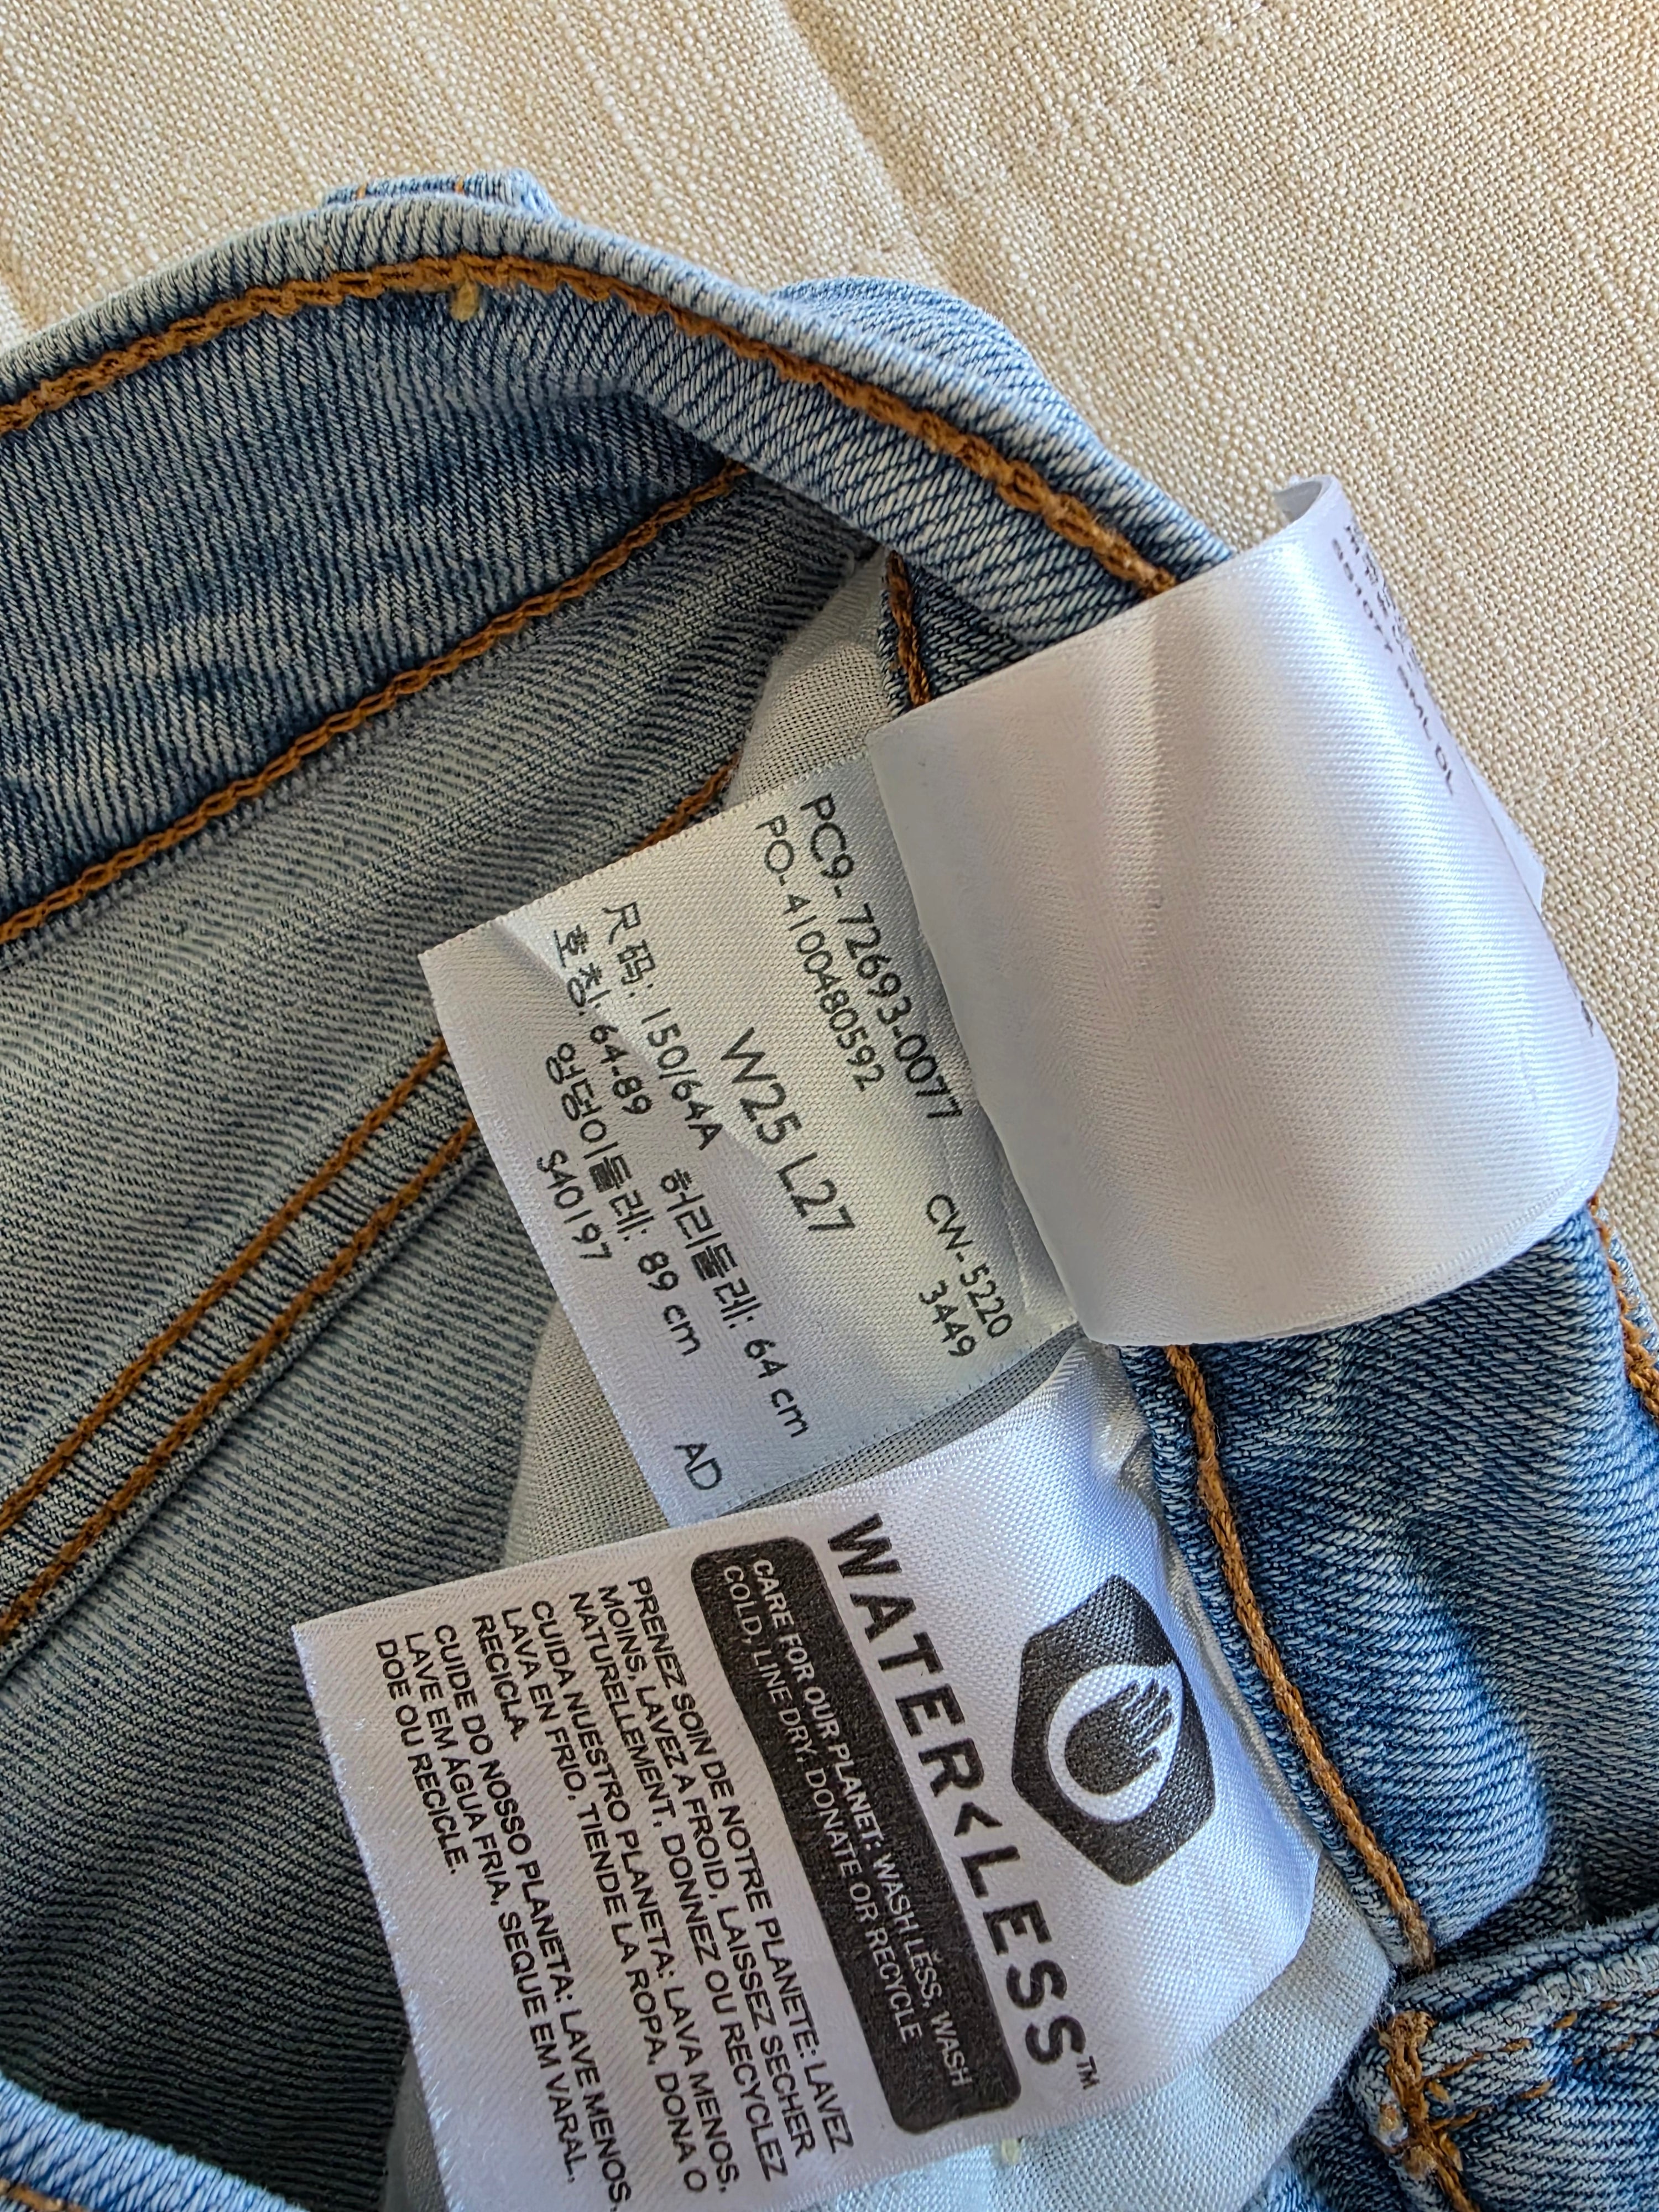 PC9-72693-0077
PO-4100480592
CW-5220
3449
W25 L27
尺码: 150/64A 허리둘레: 64 cm
호칭: 64-89 엉덩이둘레: 89 cm
S40197 AD
WATER<LESS™
CARE FOR OUR PLANET: WASH LESS, WASH
COLD, LINE DRY, DONATE OR RECYCLE
PRENEZ SOIN DE NOTRE PLANETE: LAVEZ
MOINS, LAVEZ A FROID, LAISSEZ SECHER
NATURELLEMENT, DONNEZ OU RECYCLEZ
CUIDA NUESTRO PLANETA: LAVA MENOS,
LAVA EN FRIO, TIENDE LA ROPA, DONA O
RECICLA.
CUIDE DO NOSSO PLANETA: LAVE MENOS,
LAVE EM ÁGUA FRIA, SEQUE EM VARAL,
DOE OU RECICLE.